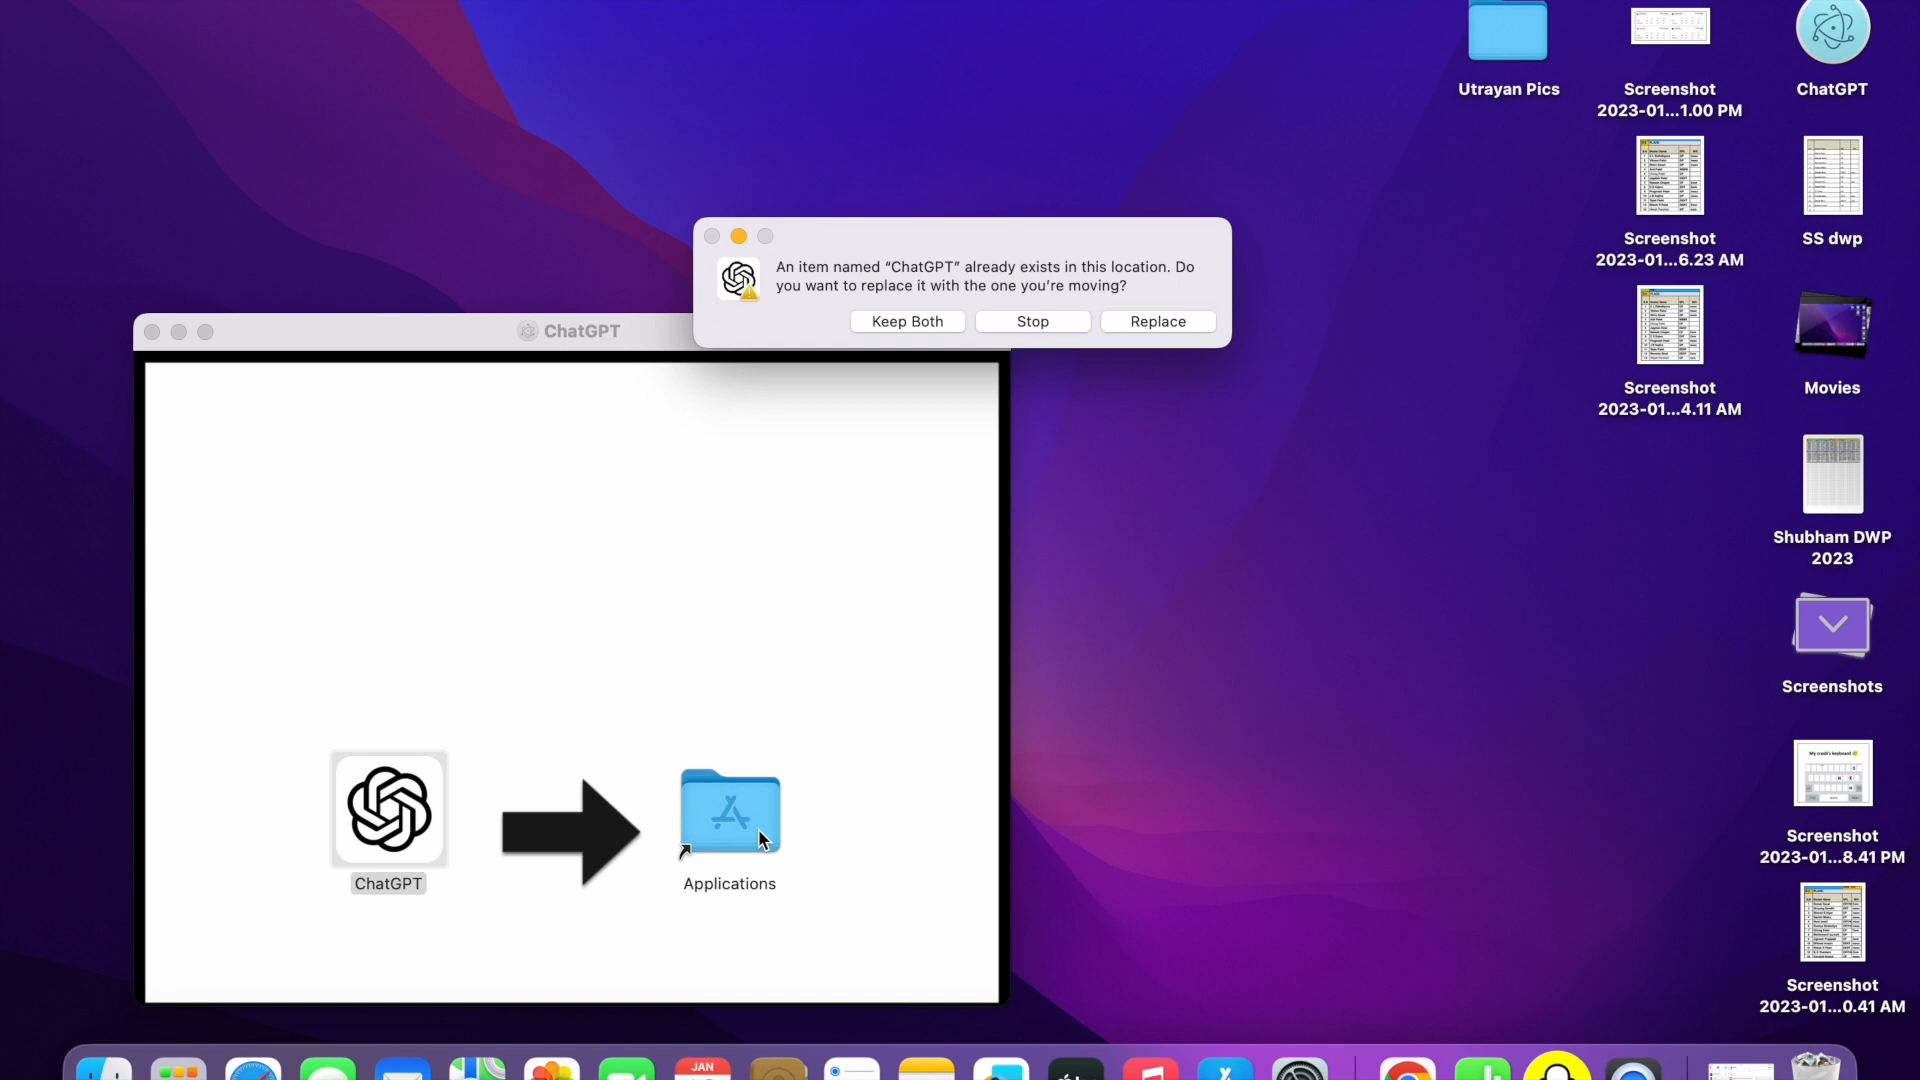 Utrayan Pics
Screenshot
2023-01...1.00 PM
ChatGPT
Screenshot
2023-01...6.23 AM
SS dwp
An item named “ChatGPT” already exists in this location. Do
you want to replace it with the one you’re moving?
Keep Both
Stop
Replace
ChatGPT
Screenshot
2023-01...4.11 AM
Movies
Shubham DWP
2023
Screenshots
My crush's keyboard
Screenshot
2023-01...8.41 PM
ChatGPT
Applications
Screenshot
2023-01...0.41 AM
JAN